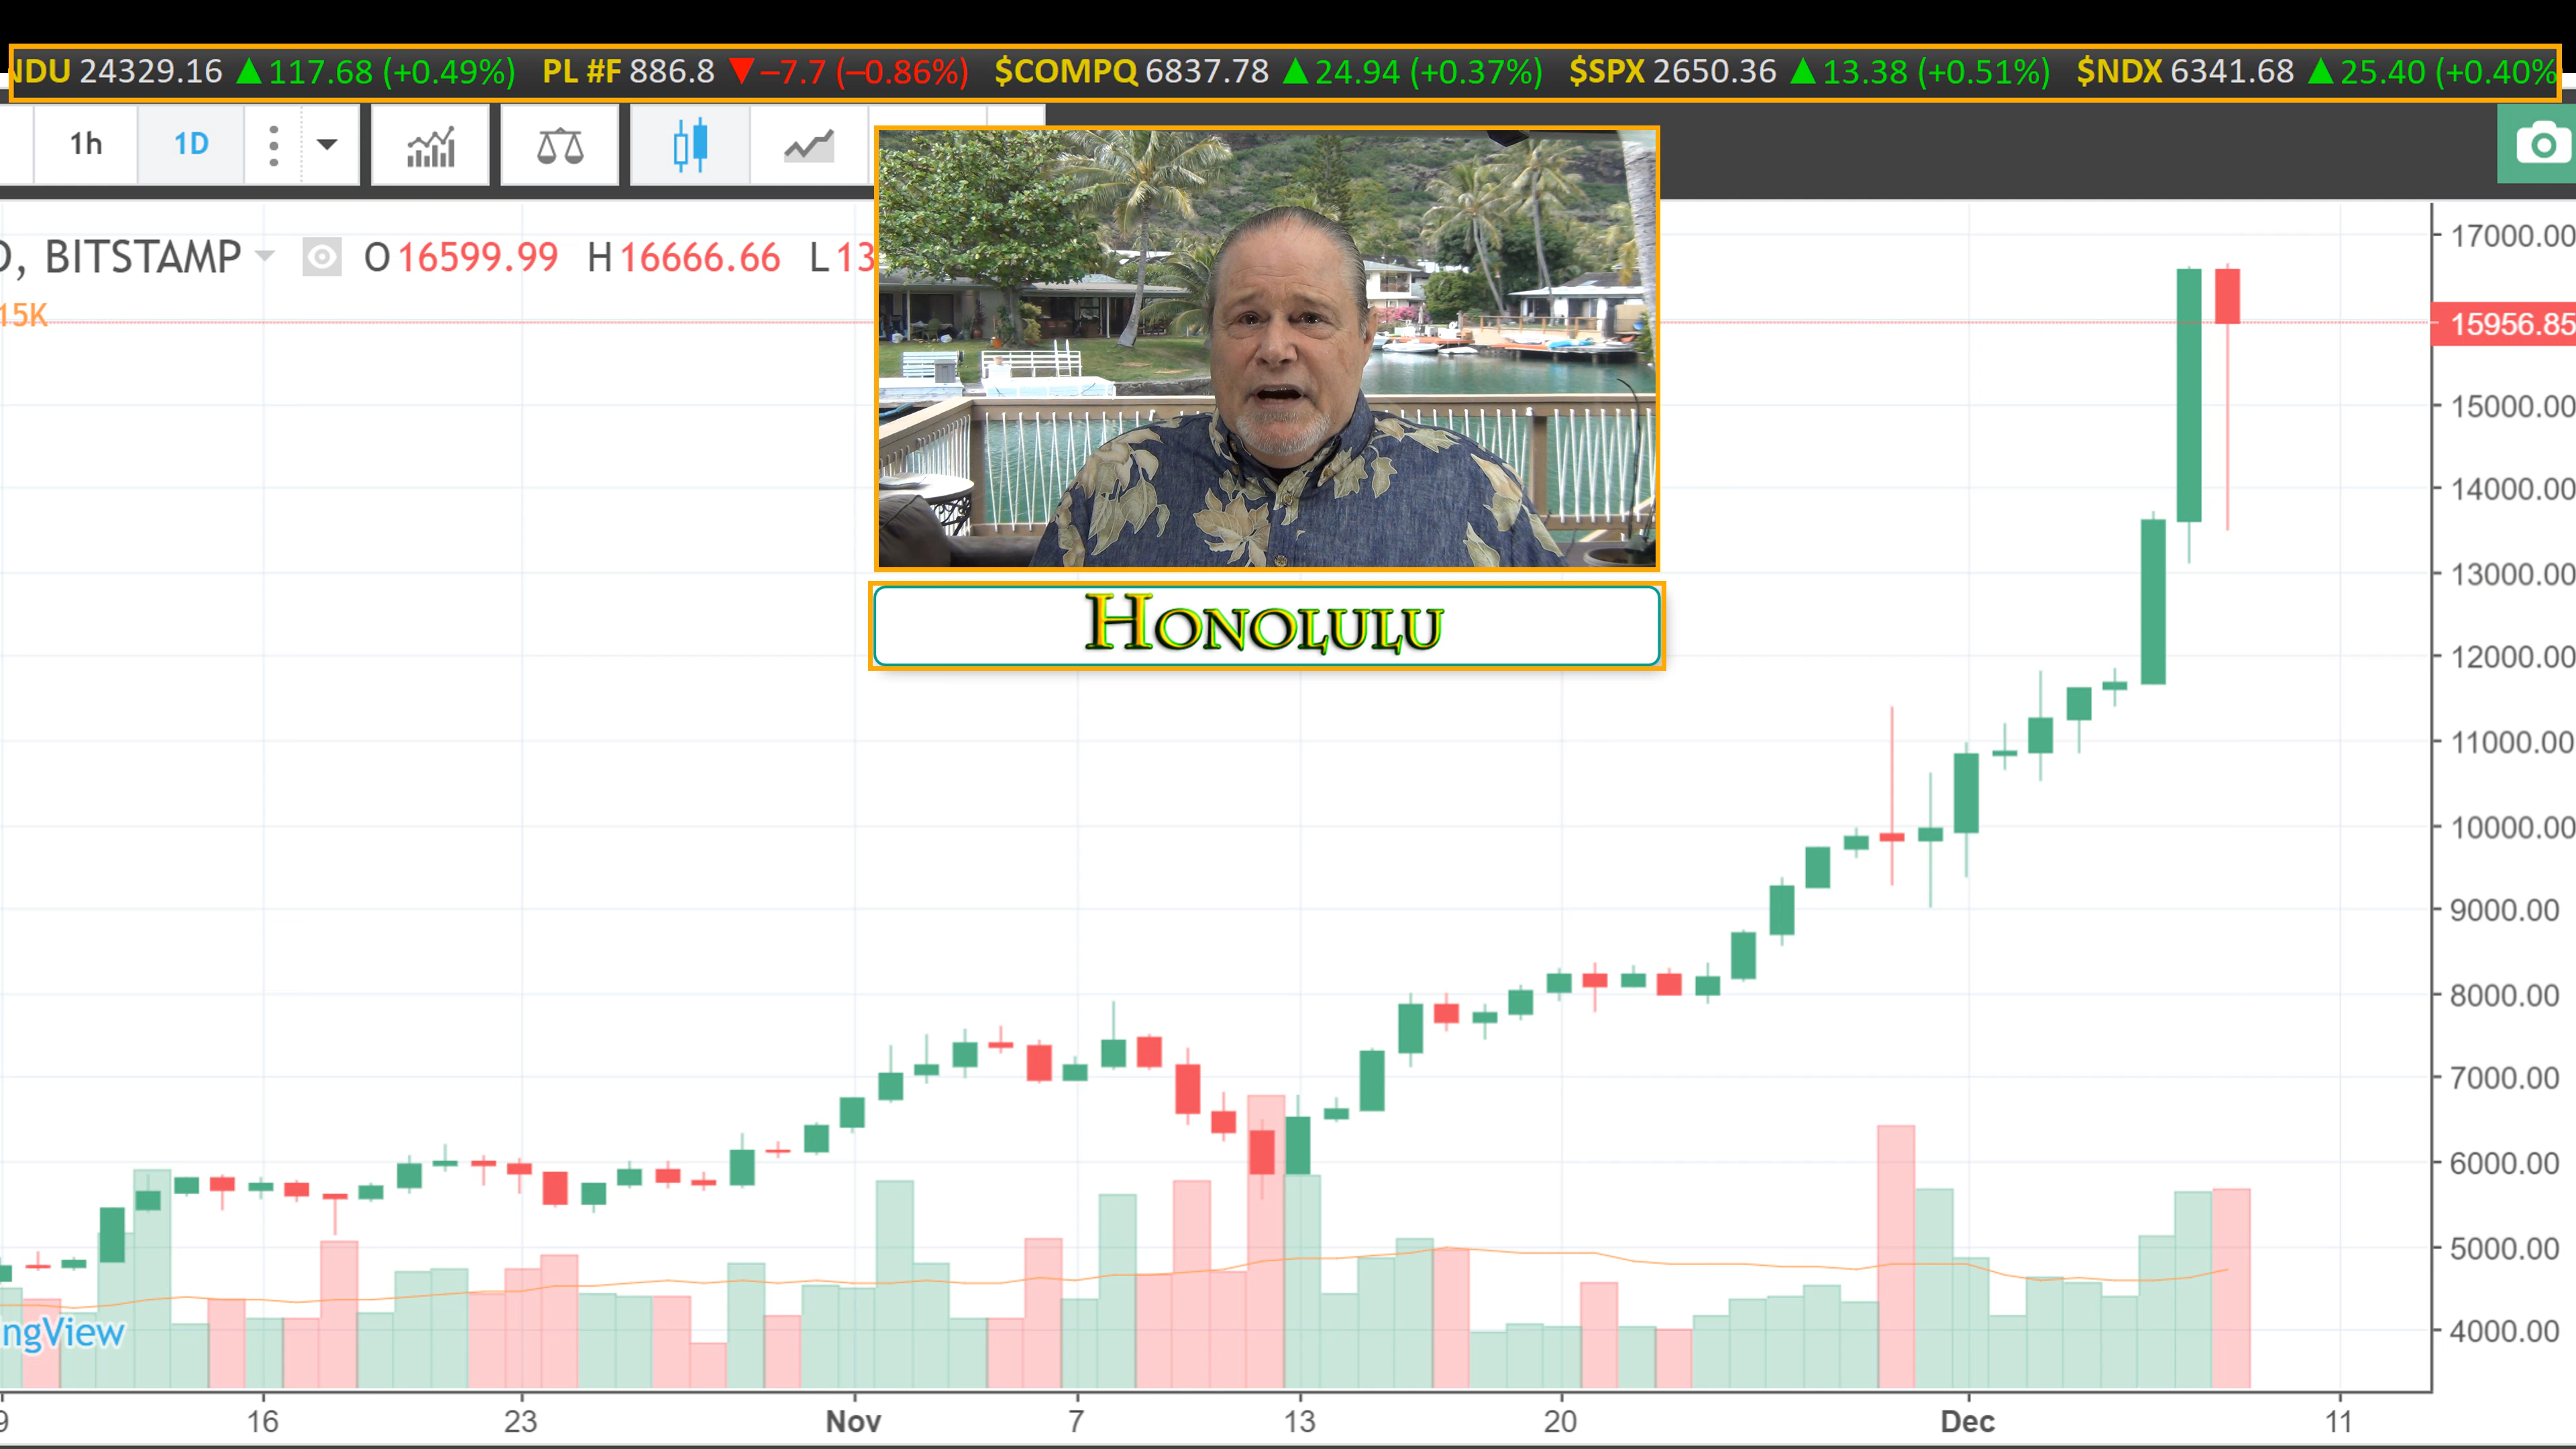 NDU 24329.16 ▲117.68 (+0.49%) PL #F 886.8 ▼–7.7 (–0.86%) $COMPQ 6837.78 ▲24.94 (+0.37%) $SPX 2650.36 ▲13.38 (+0.51%) $NDX 6341.68 ▲25.40 (+0.40%
1h 1D
D, BITSTAMP O 16599.99 H 16666.66 L 13
15K
17000.00
15956.85
15000.00
14000.00
13000.00
HONOLULU
12000.00
11000.00
10000.00
9000.00
8000.00
7000.00
6000.00
5000.00
ngView
4000.00
9 16 23 Nov 7 13 20 Dec 11